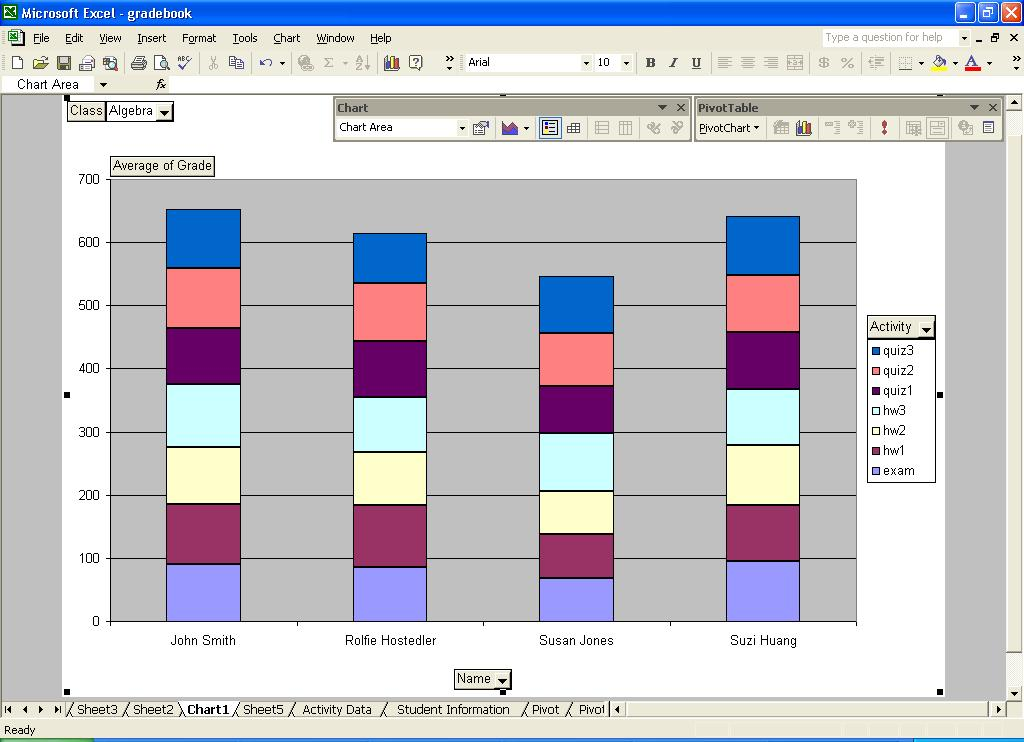 Microsoft Excel - gradebook
File Edit View Insert Format Tools Chart Window Help Type a question for help
Arial 10 B I U $ %
Chart Area fx
Class Algebra
Chart
Chart Area
PivotTable
PivotChart
Average of Grade
700
600
500
400
300
200
100
0
John Smith Rolfie Hostedler Susan Jones Suzi Huang
Name
Activity
quiz3
quiz2
quiz1
hw3
hw2
hw1
exam
Sheet3 Sheet2 Chart1 Sheet5 Activity Data Student Information Pivot Pivot
Ready